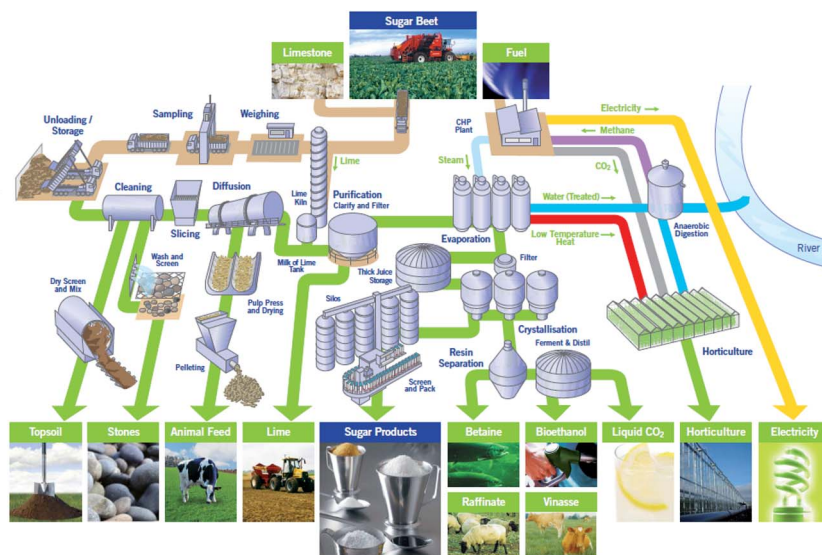 Sugar Beet
Limestone
Fuel
Electricity
Methane
CHP
Plant
CO2
Unloading /
Storage
Sampling
Weighing
Lime
Steam
Cleaning
Diffusion
Lime
Kiln
Purification
Clarify and Filter
Water (Treated)
Anaerobic
Digestion
River
Slicing
Evaporation
Low Temperature
Heat
Milk of Lime
Tank
Thick Juice
Storage
Filter
Dry Screen
and Mix
Wash and
Screen
Pulp Press
and Drying
Silos
Crystallisation
Pelleting
Resin
Separation
Ferment & Distil
Horticulture
Screen
and Pack
Topsoil
Stones
Animal Feed
Lime
Sugar Products
Betaine
Bioethanol
Liquid CO2
Horticulture
Electricity
Raffinate
Vinasse